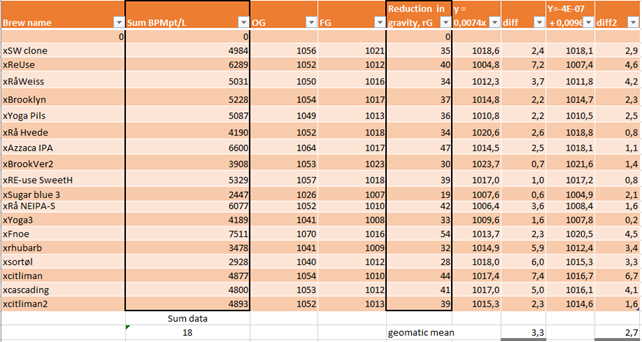 Brew name Sum BPMpt/L OG FG Reduction in gravity, rG y = 0,0074x diff Y=-4E-07 + 0,0096 diff2
0 0 0
xSW clone 4984 1056 1021 35 1018,6 2,4 1018,1 2,9
xReUse 6289 1052 1012 40 1004,8 7,2 1007,4 4,6
xRåWeiss 5031 1050 1016 34 1012,3 3,7 1011,8 4,2
xBrooklyn 5228 1054 1017 37 1014,8 2,2 1014,7 2,3
xYoga Pils 5087 1049 1013 36 1010,8 2,2 1010,5 2,5
xRå Hvede 4190 1052 1018 34 1020,6 2,6 1018,8 0,8
xAzzaca IPA 6600 1064 1017 47 1014,5 2,5 1018,1 1,1
xBrookVer2 3908 1053 1023 30 1023,7 0,7 1021,6 1,4
xRE-use SweetH 5329 1057 1018 39 1017,0 1,0 1017,2 0,8
xSugar blue 3 2447 1026 1007 19 1007,6 0,6 1004,9 2,1
xRå NEIPA-S 6077 1052 1010 42 1006,4 3,6 1008,4 1,6
xYoga3 4189 1041 1008 33 1009,6 1,6 1007,8 0,2
xFnoe 7511 1070 1016 54 1013,7 2,3 1020,5 4,5
xrhubarb 3478 1041 1009 32 1014,9 5,9 1012,4 3,4
xsortøl 2928 1040 1012 28 1018,0 6,0 1015,3 3,3
xcitliman 4877 1054 1010 44 1017,4 7,4 1016,7 6,7
xcascading 4800 1053 1012 41 1017,0 5,0 1016,1 4,1
xcitliman2 4893 1052 1013 39 1015,3 2,3 1014,6 1,6
Sum data
18 geomatic mean 3,3 2,7